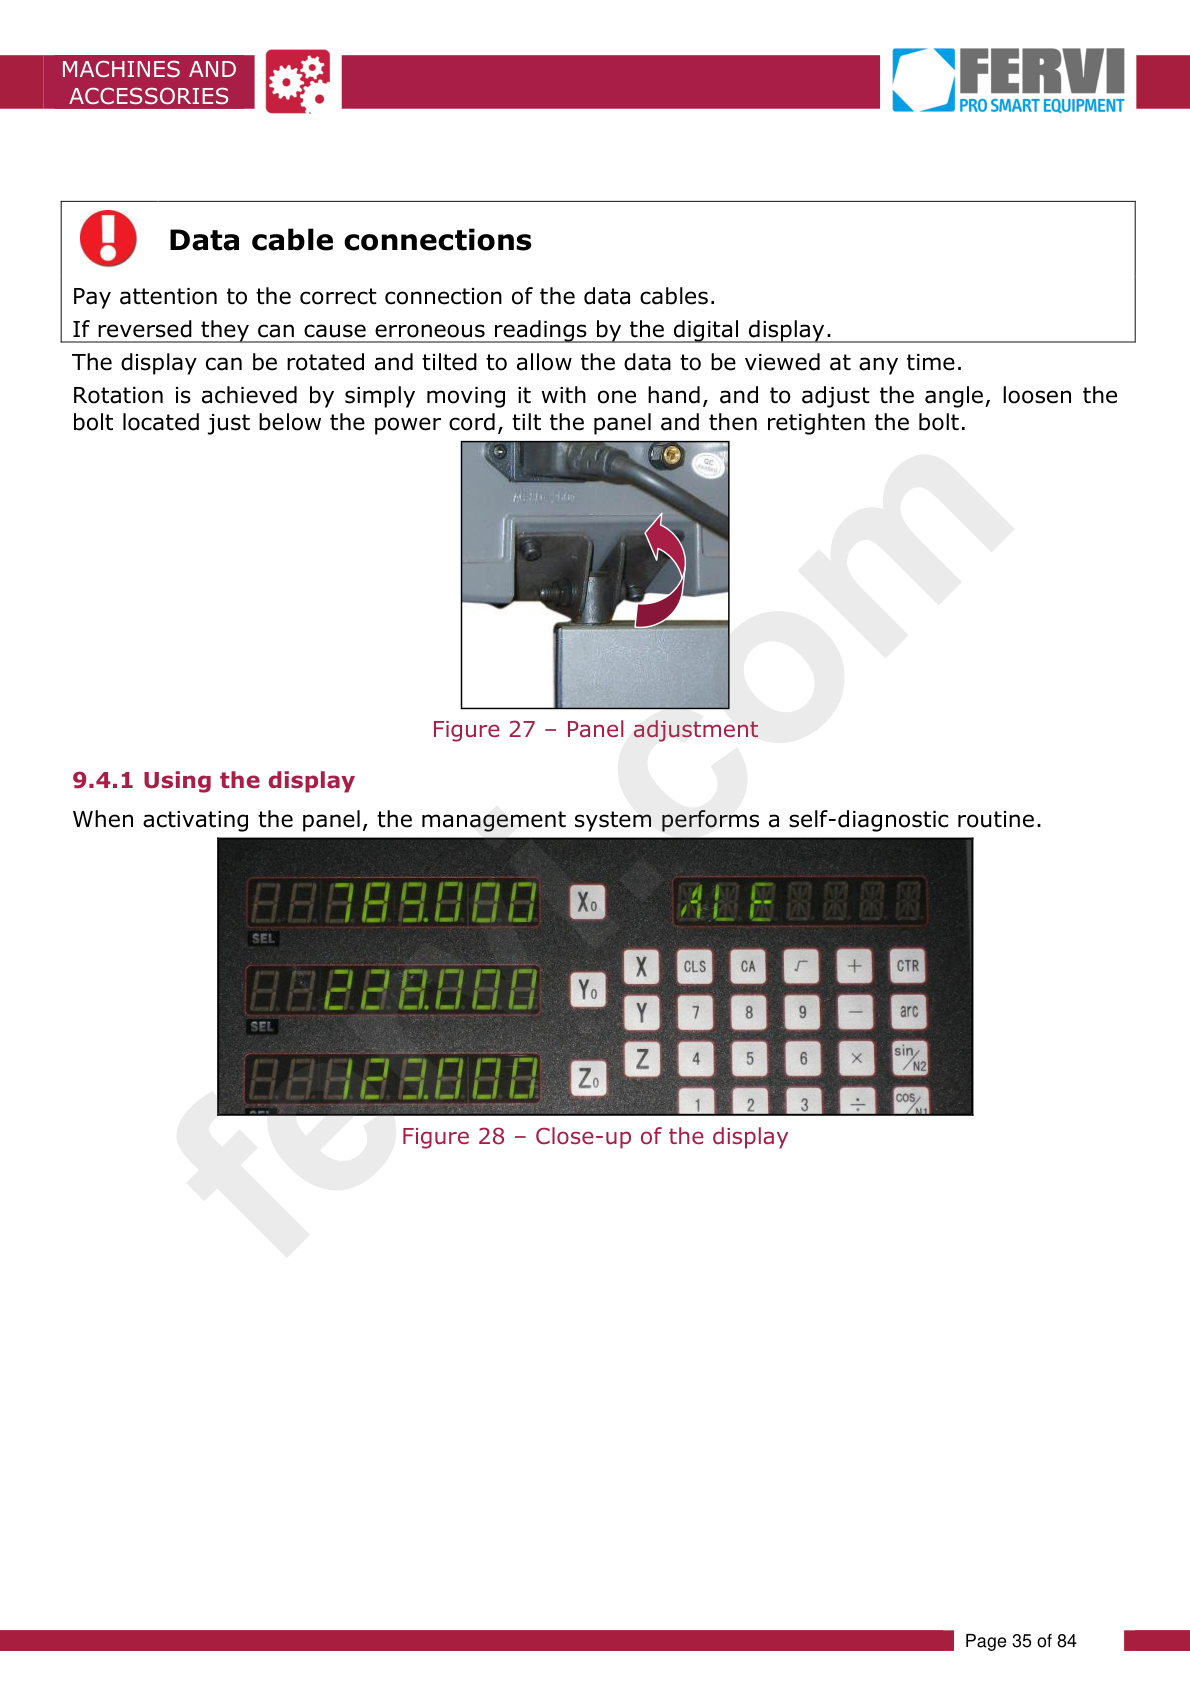 MACHINES AND
ACCESSORIES
FERVI
PRO SMART EQUIPMENT
Data cable connections
Pay attention to the correct connection of the data cables.
If reversed they can cause erroneous readings by the digital display.
The display can be rotated and tilted to allow the data to be viewed at any time.
Rotation is achieved by simply moving it with one hand, and to adjust the angle, loosen the
bolt located just below the power cord, tilt the panel and then retighten the bolt.
Figure 27 – Panel adjustment
9.4.1 Using the display
When activating the panel, the management system performs a self-diagnostic routine.
789.000 X0 ALE
SEL
X CLS CA + CTR
222.000 Y0
SEL
Y 7 8 9 — arc
Z 4 5 6 × sin/N2
123.000 Z0
SEL
1 2 3 ÷ cos/N1
Figure 28 – Close-up of the display
fervi.com
Page 35 of 84